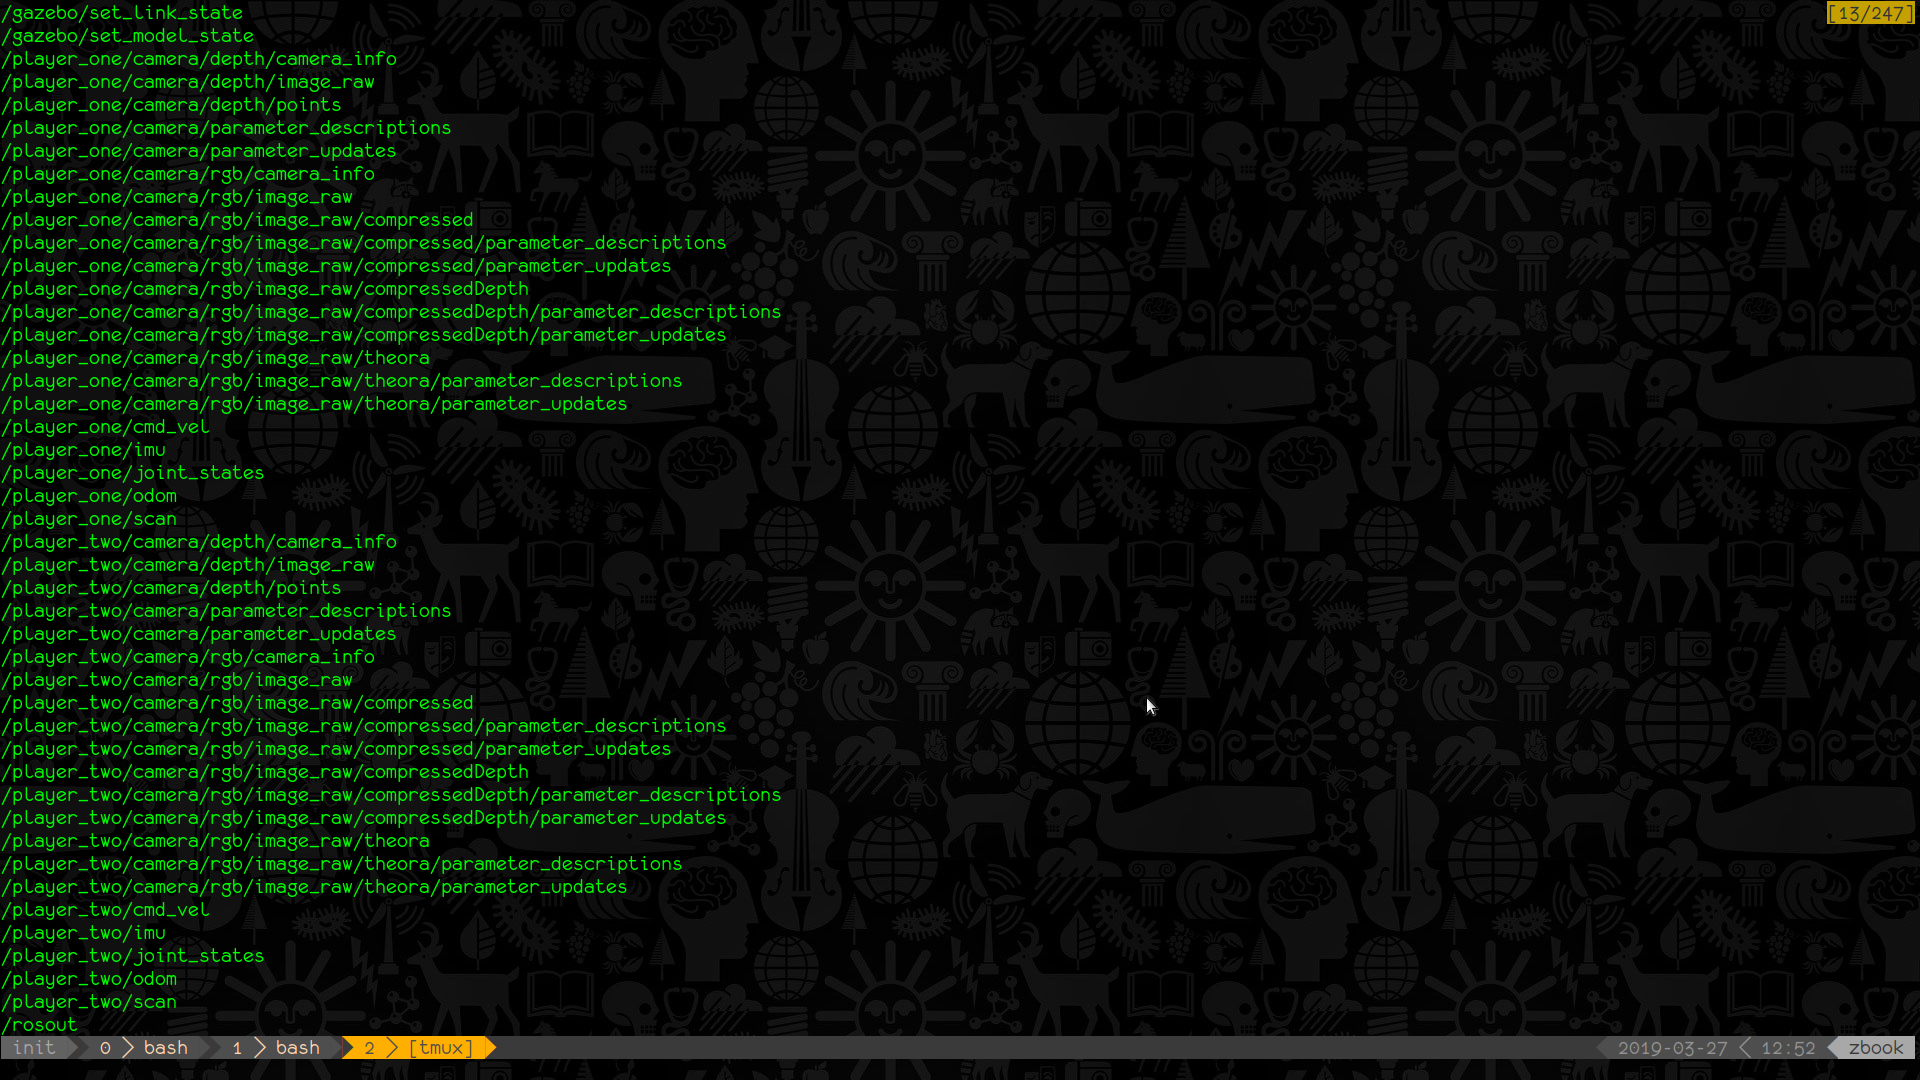 /gazebo/set_link_state [13/247]
/gazebo/set_model_state
/player_one/camera/depth/camera_info
/player_one/camera/depth/image_raw
/player_one/camera/depth/points
/player_one/camera/parameter_descriptions
/player_one/camera/parameter_updates
/player_one/camera/rgb/camera_info
/player_one/camera/rgb/image_raw
/player_one/camera/rgb/image_raw/compressed
/player_one/camera/rgb/image_raw/compressed/parameter_descriptions
/player_one/camera/rgb/image_raw/compressed/parameter_updates
/player_one/camera/rgb/image_raw/compressedDepth
/player_one/camera/rgb/image_raw/compressedDepth/parameter_descriptions
/player_one/camera/rgb/image_raw/compressedDepth/parameter_updates
/player_one/camera/rgb/image_raw/theora
/player_one/camera/rgb/image_raw/theora/parameter_descriptions
/player_one/camera/rgb/image_raw/theora/parameter_updates
/player_one/cmd_vel
/player_one/imu
/player_one/joint_states
/player_one/odom
/player_one/scan
/player_two/camera/depth/camera_info
/player_two/camera/depth/image_raw
/player_two/camera/depth/points
/player_two/camera/parameter_descriptions
/player_two/camera/parameter_updates
/player_two/camera/rgb/camera_info
/player_two/camera/rgb/image_raw
/player_two/camera/rgb/image_raw/compressed
/player_two/camera/rgb/image_raw/compressed/parameter_descriptions
/player_two/camera/rgb/image_raw/compressed/parameter_updates
/player_two/camera/rgb/image_raw/compressedDepth
/player_two/camera/rgb/image_raw/compressedDepth/parameter_descriptions
/player_two/camera/rgb/image_raw/compressedDepth/parameter_updates
/player_two/camera/rgb/image_raw/theora
/player_two/camera/rgb/image_raw/theora/parameter_descriptions
/player_two/camera/rgb/image_raw/theora/parameter_updates
/player_two/cmd_vel
/player_two/imu
/player_two/joint_states
/player_two/odom
/player_two/scan
/rosout
init 0 bash 1 bash 2 [tmux] 2019-03-27 12:52 zbook